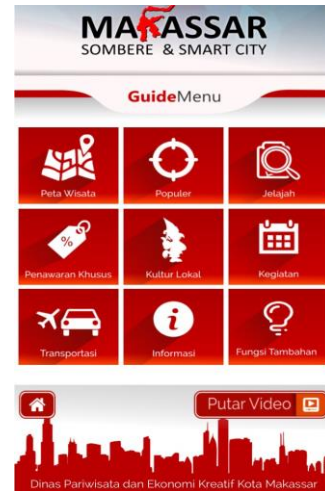 MAKASSAR
SOMBERE & SMART CITY
GuideMenu
Peta Wisata
Populer
Jelajah
%
Penawaran Khusus
Kultur Lokal
Kegiatan
Transportasi
i
Informasi
Fungsi Tambahan
Putar Video
Dinas Pariwisata dan Ekonomi Kreatif Kota Makassar